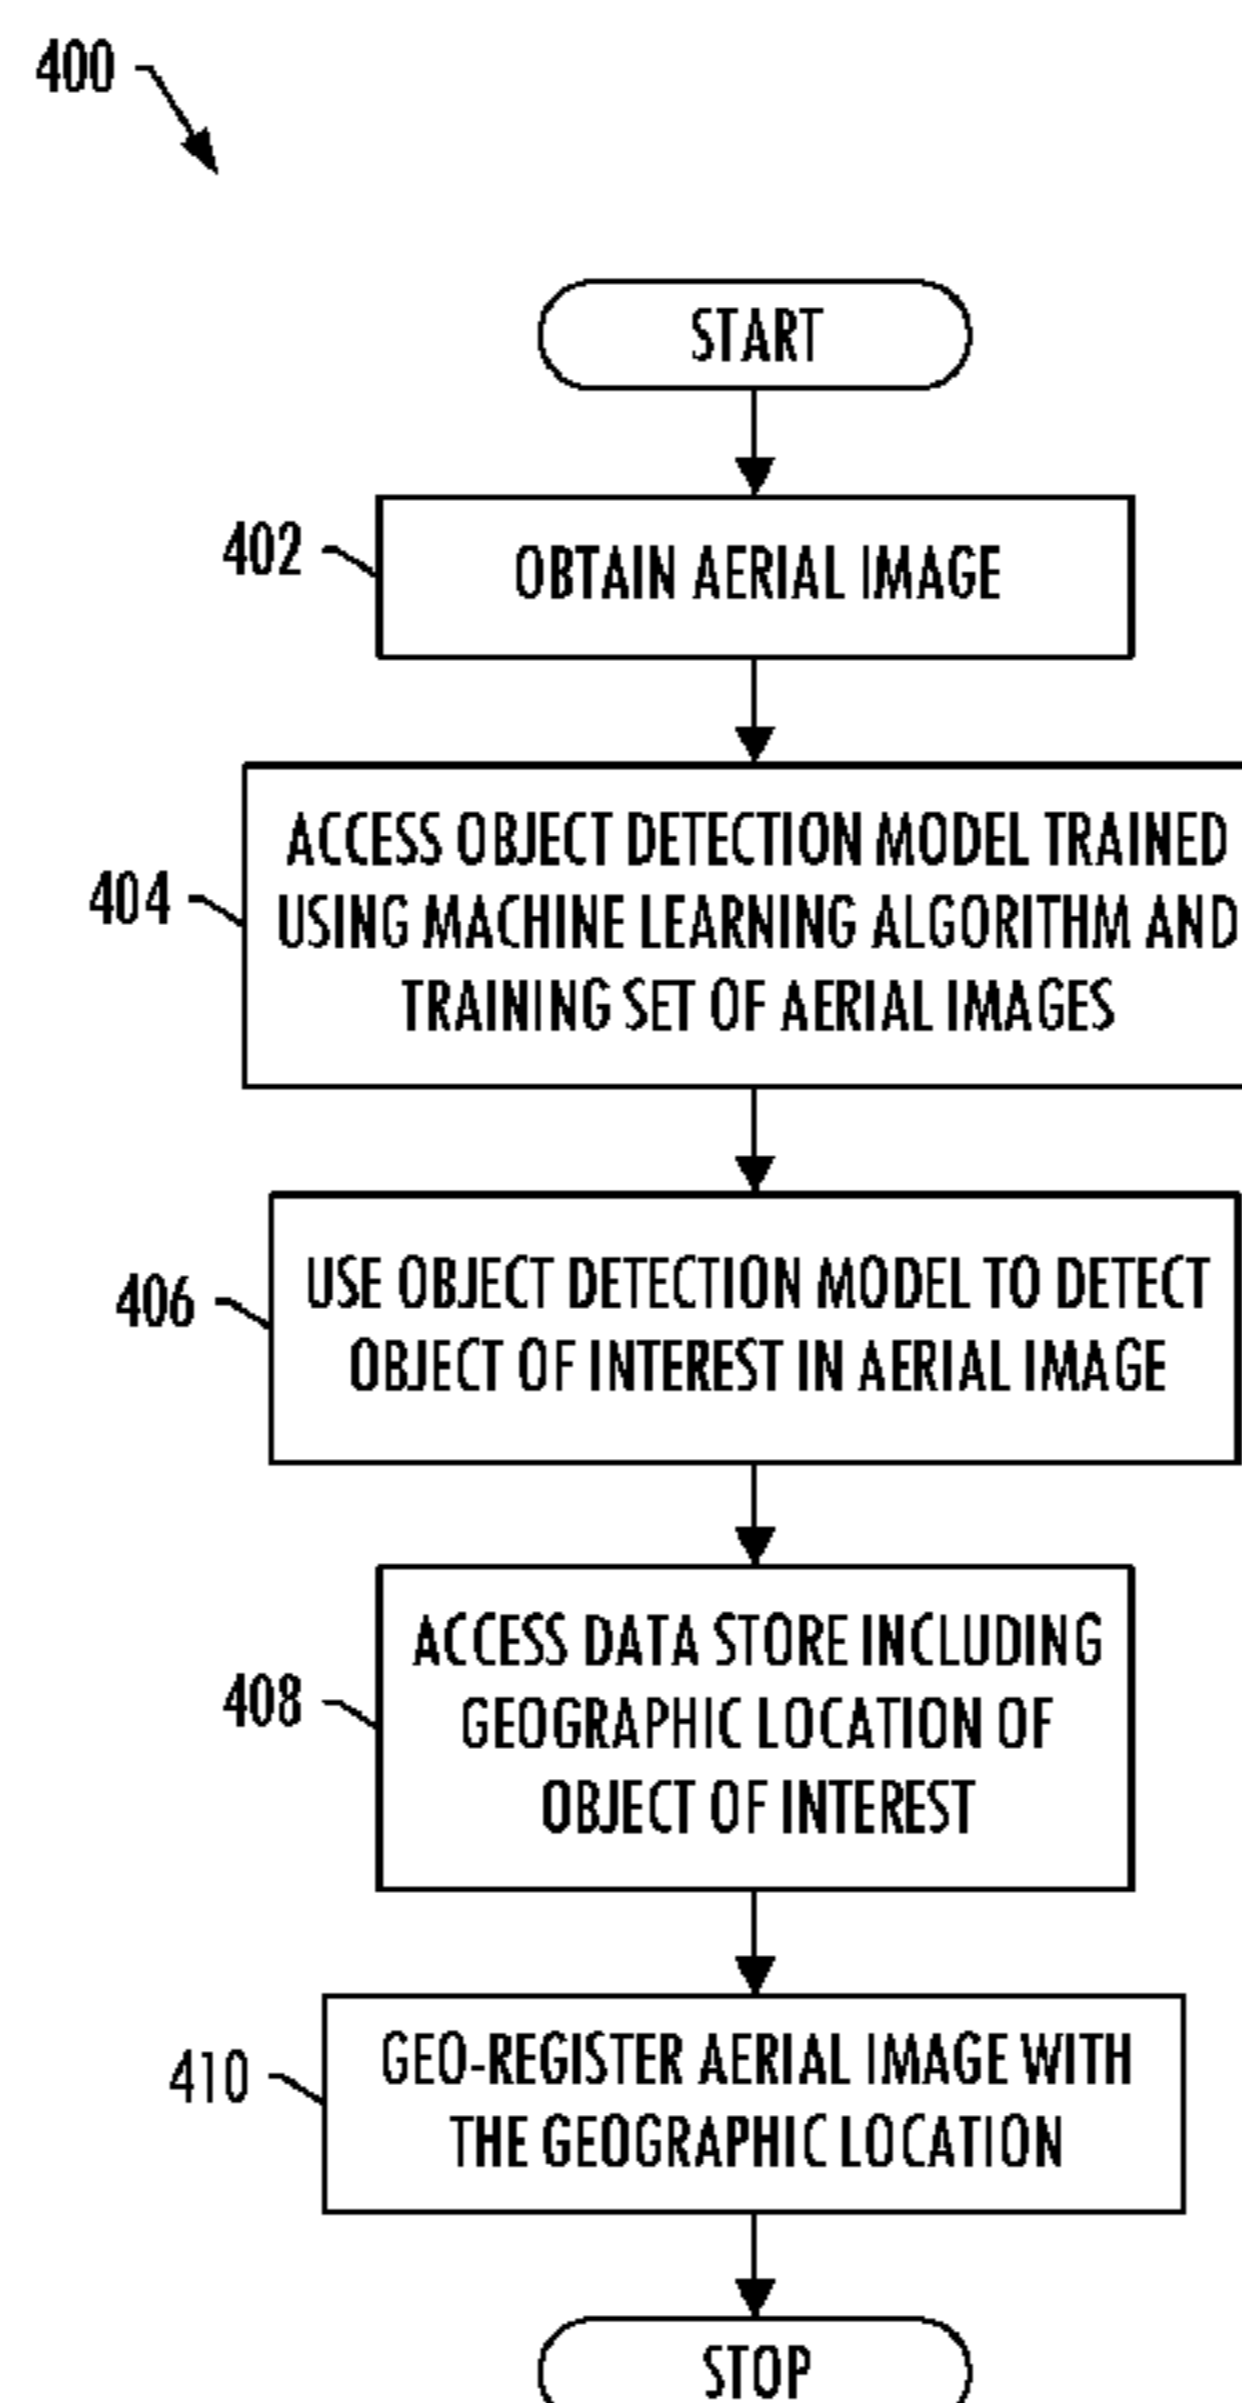 400
START
402
OBTAIN AERIAL IMAGE
404
ACCESS OBJECT DETECTION MODEL TRAINED
USING MACHINE LEARNING ALGORITHM AND
TRAINING SET OF AERIAL IMAGES
406
USE OBJECT DETECTION MODEL TO DETECT
OBJECT OF INTEREST IN AERIAL IMAGE
408
ACCESS DATA STORE INCLUDING
GEOGRAPHIC LOCATION OF
OBJECT OF INTEREST
410
GEO-REGISTER AERIAL IMAGE WITH
THE GEOGRAPHIC LOCATION
STOP